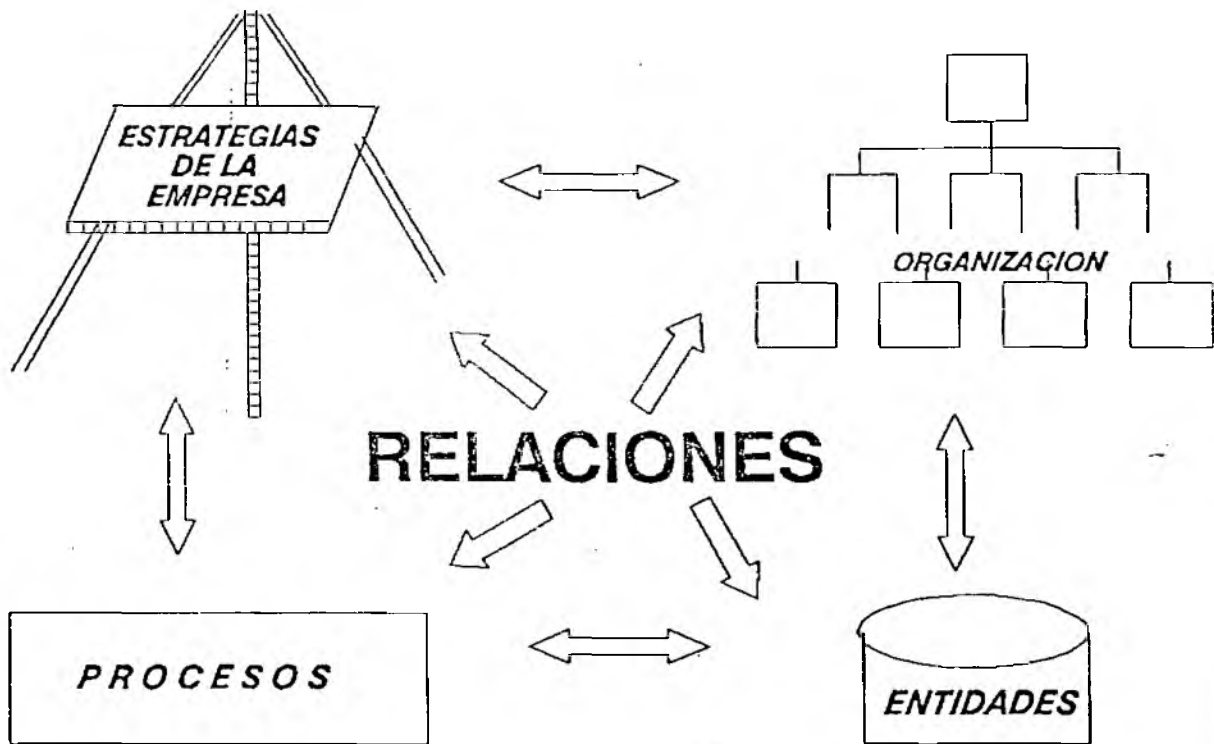 ESTRATEGIAS
DE LA
EMPRESA
ORGANIZACION
RELACIONES
PROCESOS
ENTIDADES